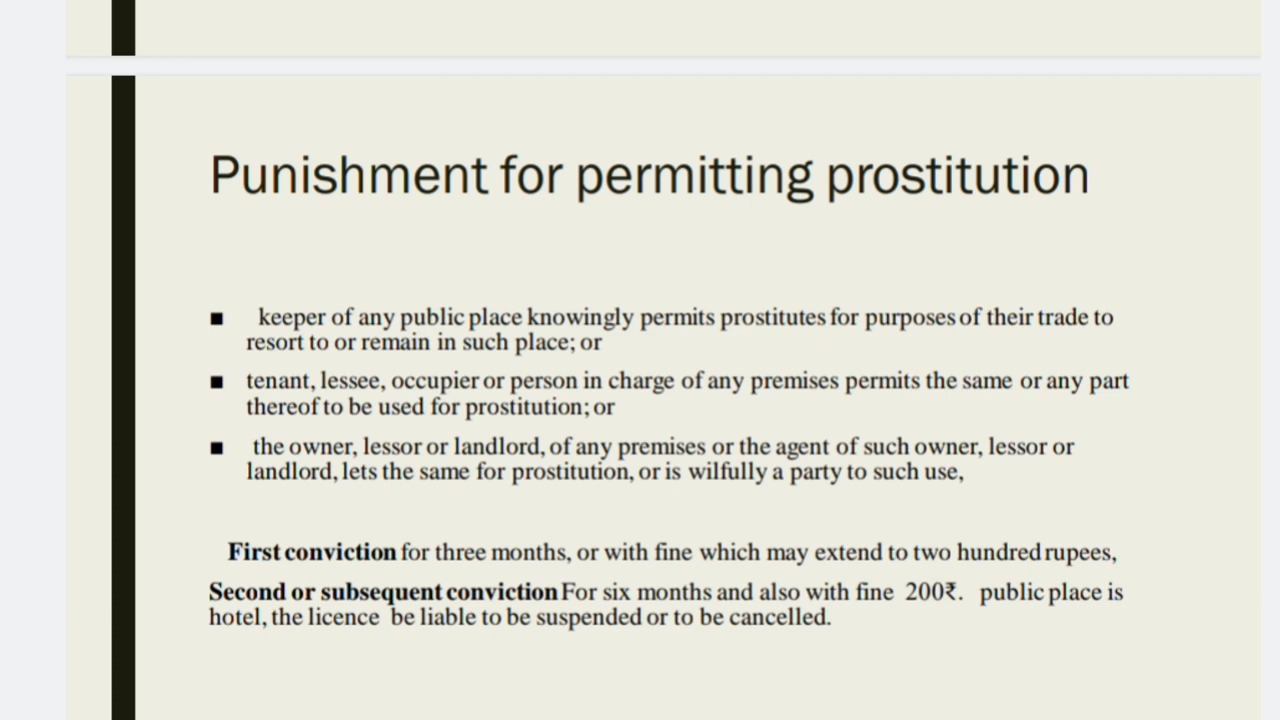 Punishment for permitting prostitution
■ keeper of any public place knowingly permits prostitutes for purposes of their trade to
resort to or remain in such place; or
■ tenant, lessee, occupier or person in charge of any premises permits the same or any part
thereof to be used for prostitution; or
■ the owner, lessor or landlord, of any premises or the agent of such owner, lessor or
landlord, lets the same for prostitution, or is wilfully a party to such use,
First conviction for three months, or with fine which may extend to two hundred rupees,
Second or subsequent conviction For six months and also with fine 200₹. public place is
hotel, the licence be liable to be suspended or to be cancelled.